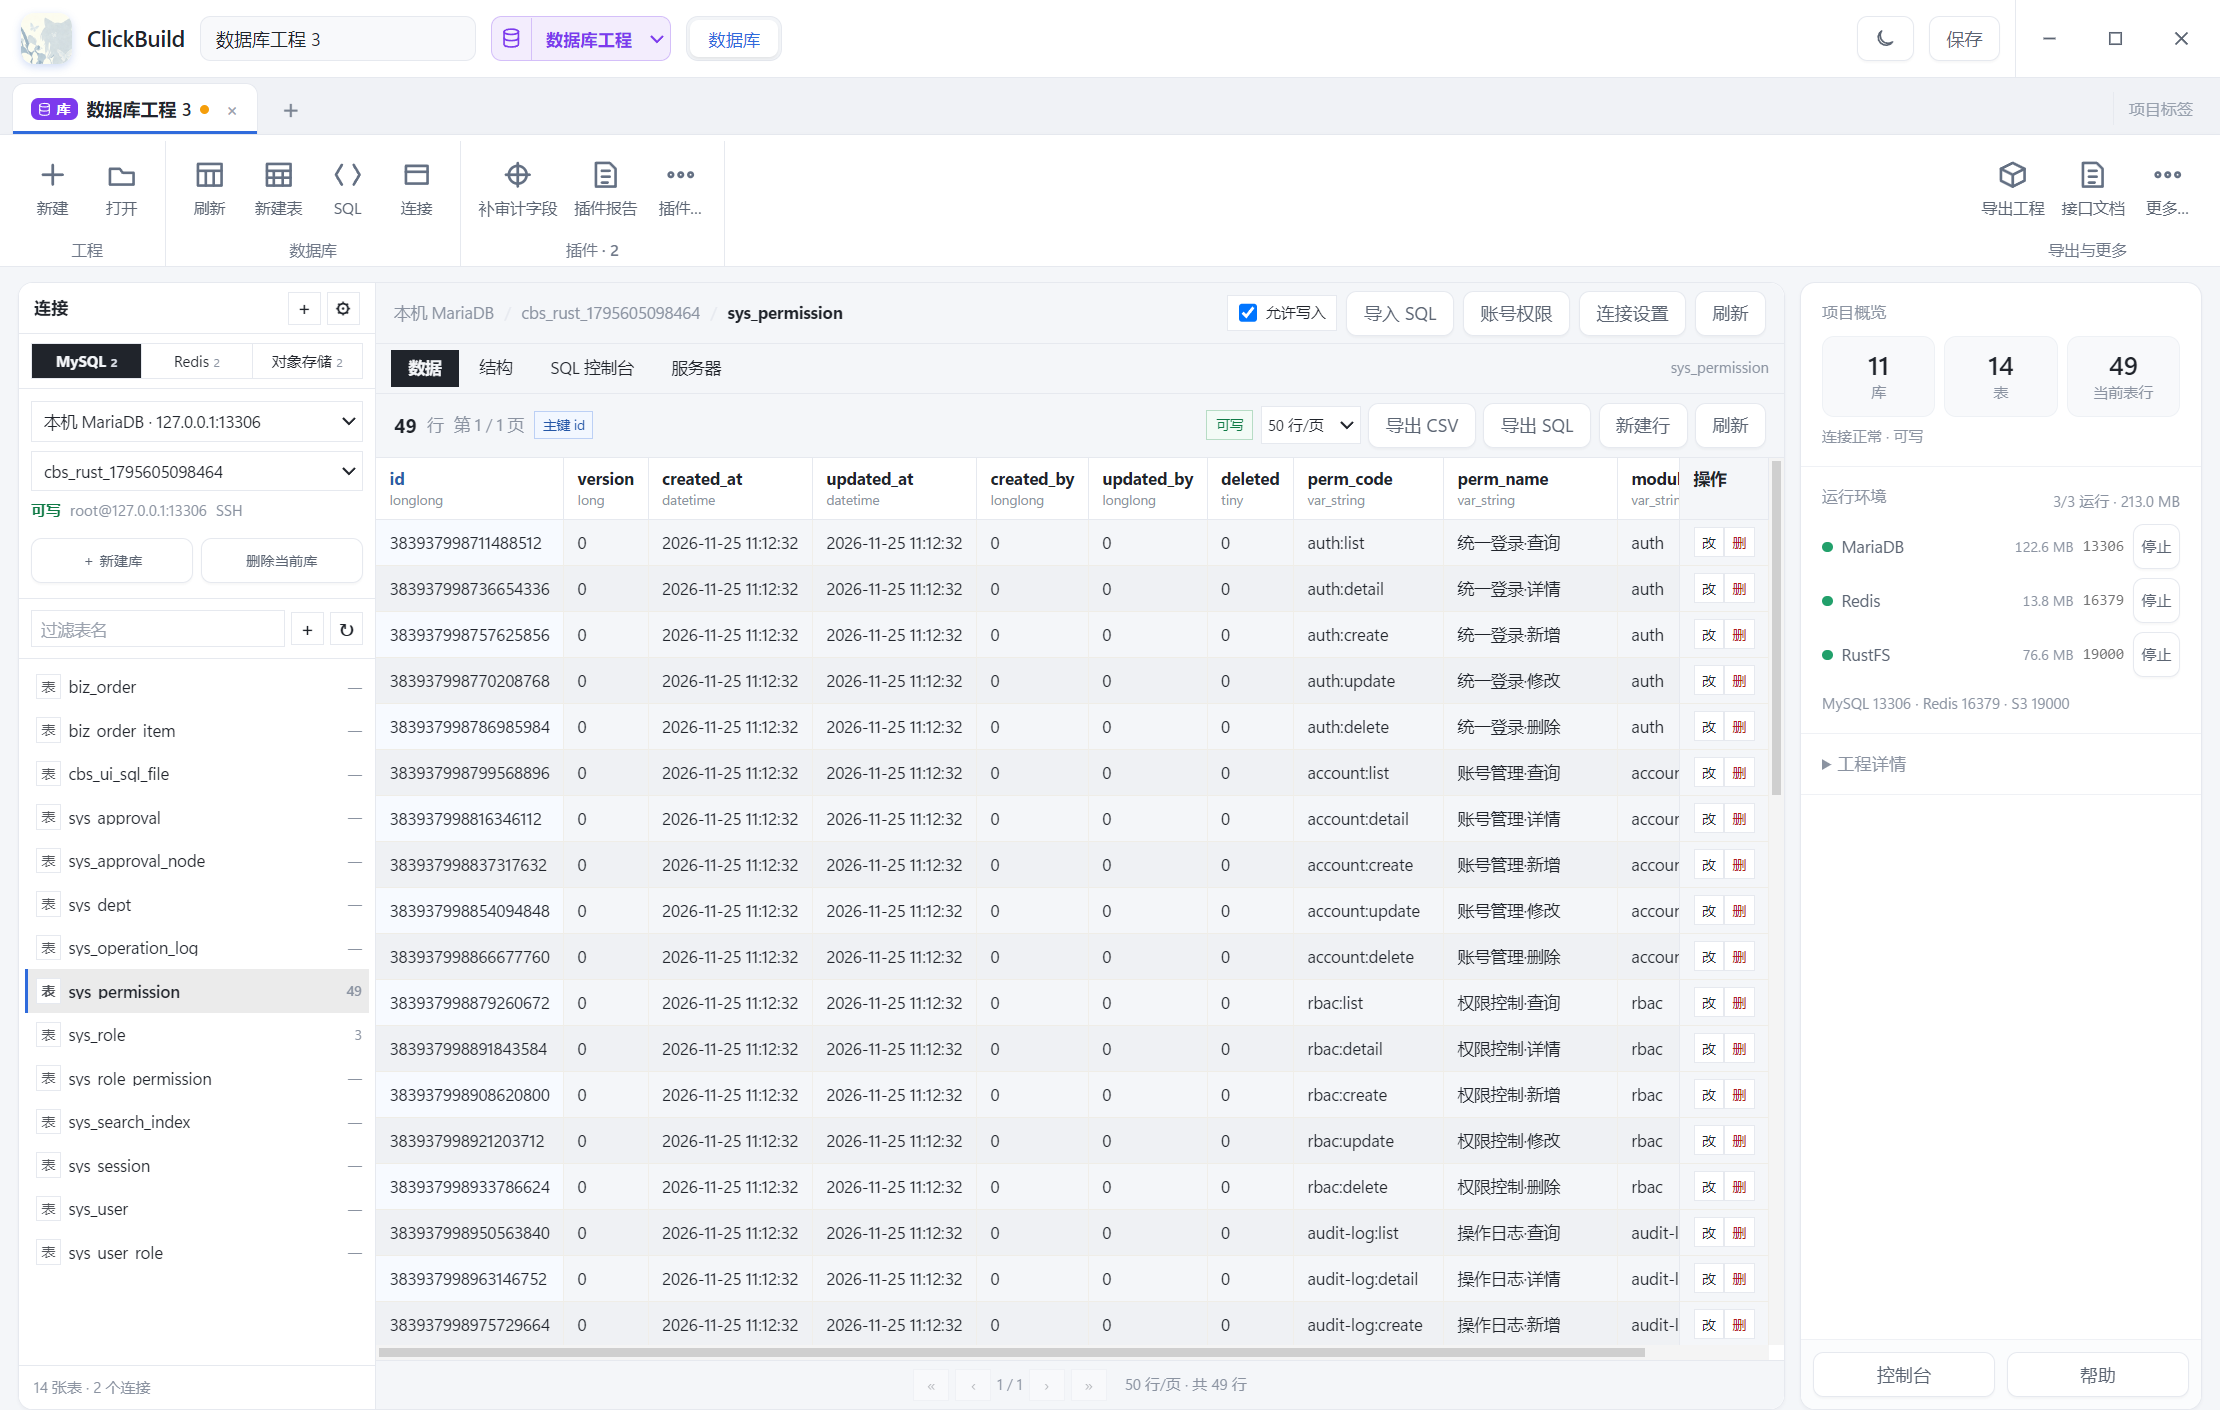 ClickBuild
数据库工程 3
数据库工程
数据库
保存
库 数据库工程 3 ×
+
项目标签
新建
打开
工程
刷新
新建表
SQL
连接
数据库
补审计字段
插件报告
插件...
插件 · 2
导出工程
接口文档
更多...
导出与更多
连接
+
MySQL 2
Redis 2
对象存储 2
本机 MariaDB · 127.0.0.1:13306
cbs_rust_1795605098464
可写 root@127.0.0.1:13306 SSH
+ 新建库
删除当前库
过滤表名
+
表 biz_order —
表 biz_order_item —
表 cbs_ui_sql_file —
表 sys_approval —
表 sys_approval_node —
表 sys_dept —
表 sys_operation_log —
表 sys_permission 49
表 sys_role 3
表 sys_role_permission —
表 sys_search_index —
表 sys_session —
表 sys_user —
表 sys_user_role —
14 张表 · 2 个连接
本机 MariaDB / cbs_rust_1795605098464 / sys_permission
允许写入
导入 SQL
账号权限
连接设置
刷新
数据
结构
SQL 控制台
服务器
sys_permission
49 行 第 1 / 1 页 主键 id
可写
50 行/页
导出 CSV
导出 SQL
新建行
刷新
id version created_at updated_at created_by updated_by deleted perm_code perm_name modul 操作
longlong long datetime datetime longlong longlong tiny var_string var_string var_strin
383937998711488512 0 2026-11-25 11:12:32 2026-11-25 11:12:32 0 0 0 auth:list 统一登录·查询 auth 改 删
383937998736654336 0 2026-11-25 11:12:32 2026-11-25 11:12:32 0 0 0 auth:detail 统一登录·详情 auth 改 删
383937998757625856 0 2026-11-25 11:12:32 2026-11-25 11:12:32 0 0 0 auth:create 统一登录·新增 auth 改 删
383937998770208768 0 2026-11-25 11:12:32 2026-11-25 11:12:32 0 0 0 auth:update 统一登录·修改 auth 改 删
383937998786985984 0 2026-11-25 11:12:32 2026-11-25 11:12:32 0 0 0 auth:delete 统一登录·删除 auth 改 删
383937998799568896 0 2026-11-25 11:12:32 2026-11-25 11:12:32 0 0 0 account:list 账号管理·查询 accour 改 删
383937998816346112 0 2026-11-25 11:12:32 2026-11-25 11:12:32 0 0 0 account:detail 账号管理·详情 accour 改 删
383937998837317632 0 2026-11-25 11:12:32 2026-11-25 11:12:32 0 0 0 account:create 账号管理·新增 accour 改 删
383937998854094848 0 2026-11-25 11:12:32 2026-11-25 11:12:32 0 0 0 account:update 账号管理·修改 accour 改 删
383937998866677760 0 2026-11-25 11:12:32 2026-11-25 11:12:32 0 0 0 account:delete 账号管理·删除 accour 改 删
383937998879260672 0 2026-11-25 11:12:32 2026-11-25 11:12:32 0 0 0 rbac:list 权限控制·查询 rbac 改 删
383937998891843584 0 2026-11-25 11:12:32 2026-11-25 11:12:32 0 0 0 rbac:detail 权限控制·详情 rbac 改 删
383937998908620800 0 2026-11-25 11:12:32 2026-11-25 11:12:32 0 0 0 rbac:create 权限控制·新增 rbac 改 删
383937998921203712 0 2026-11-25 11:12:32 2026-11-25 11:12:32 0 0 0 rbac:update 权限控制·修改 rbac 改 删
383937998933786624 0 2026-11-25 11:12:32 2026-11-25 11:12:32 0 0 0 rbac:delete 权限控制·删除 rbac 改 删
383937998950563840 0 2026-11-25 11:12:32 2026-11-25 11:12:32 0 0 0 audit-log:list 操作日志·查询 audit-l 改 删
383937998963146752 0 2026-11-25 11:12:32 2026-11-25 11:12:32 0 0 0 audit-log:detail 操作日志·详情 audit-l 改 删
383937998975729664 0 2026-11-25 11:12:32 2026-11-25 11:12:32 0 0 0 audit-log:create 操作日志·新增 audit-l 改 删
« ‹ 1 / 1 › » 50 行/页 · 共 49 行
项目概览
11 库
14 表
49 当前表行
连接正常 · 可写
运行环境 3/3 运行 · 213.0 MB
MariaDB 122.6 MB 13306 停止
Redis 13.8 MB 16379 停止
RustFS 76.6 MB 19000 停止
MySQL 13306 · Redis 16379 · S3 19000
工程详情
控制台
帮助